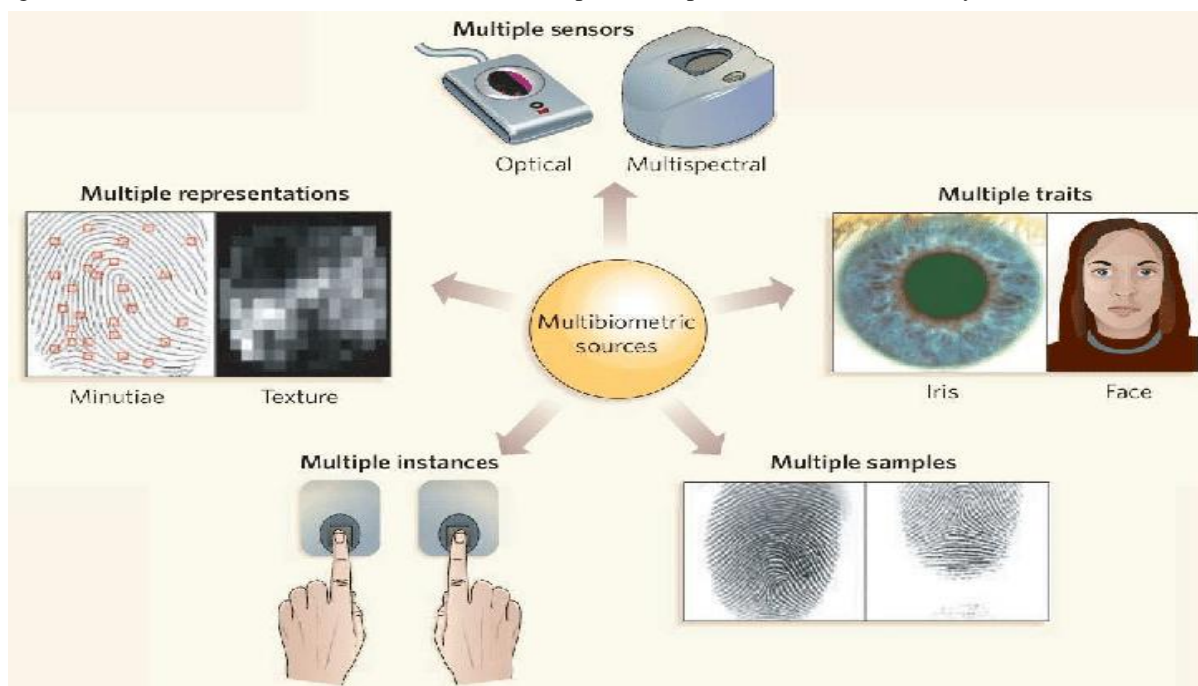 Multiple sensors
Optical
Multispectral
Multiple representations
Multiple traits
Multibiometric
sources
Minutiae
Texture
Iris
Face
Multiple instances
Multiple samples